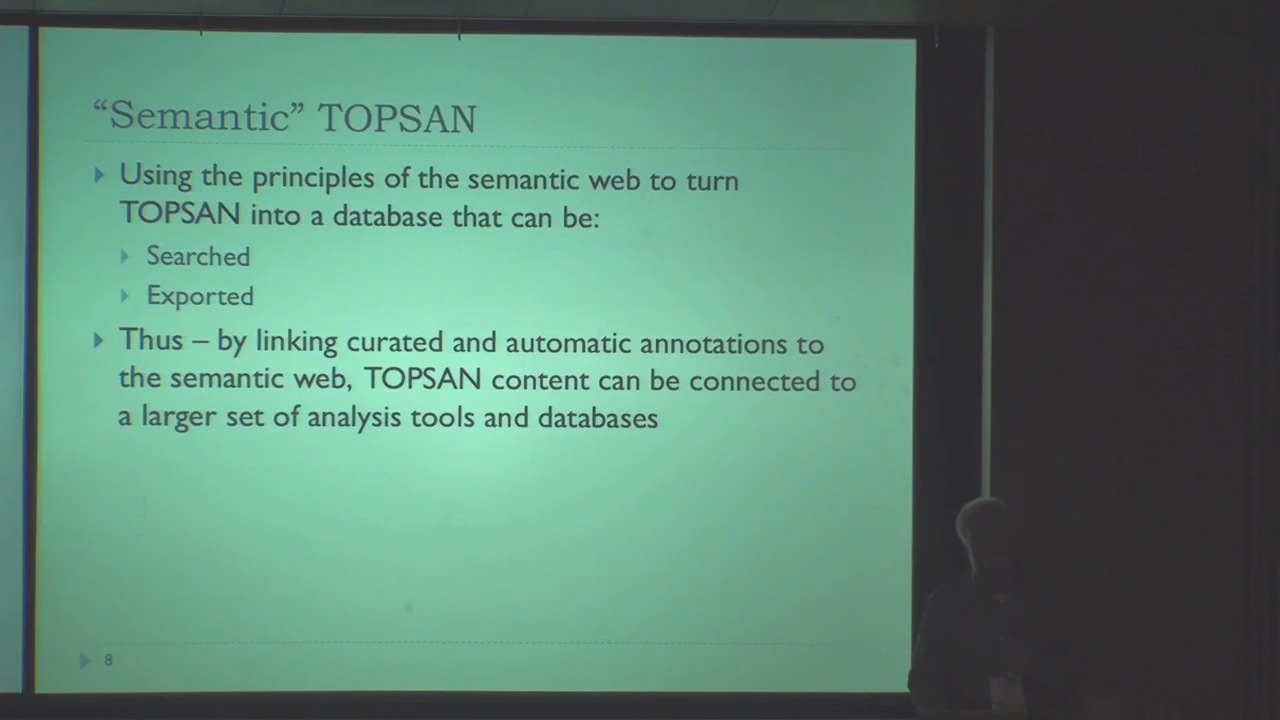 “Semantic” TOPSAN
Using the principles of the semantic web to turn
TOPSAN into a database that can be:
Searched
Exported
Thus – by linking curated and automatic annotations to
the semantic web, TOPSAN content can be connected to
a larger set of analysis tools and databases
8